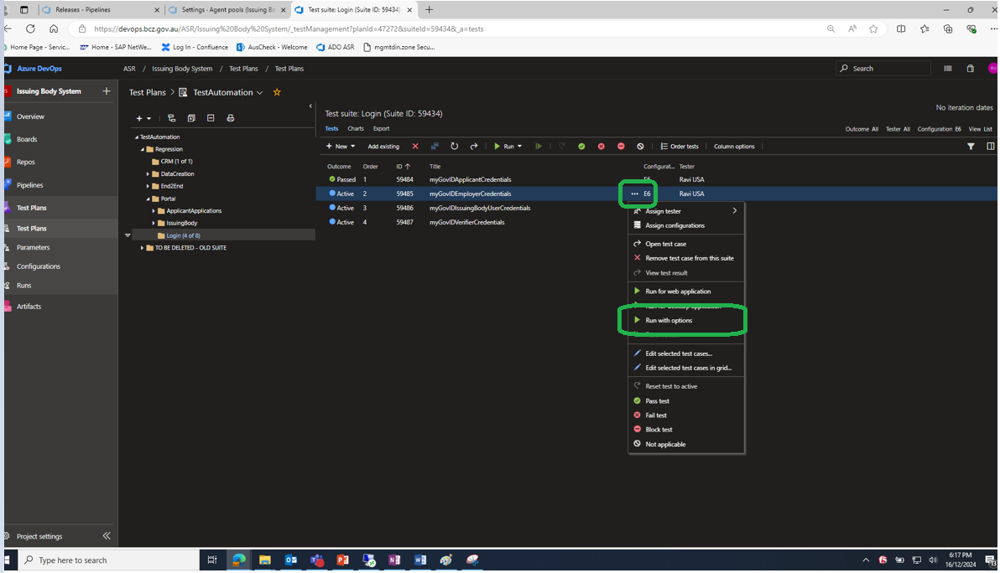 Releases - Pipelines
Settings - Agent pools (Issuing Bo
Test suite: Login (Suite ID: 59434)
https://devops.bcz.gov.au/ASR/Issuing%20Body%20System/_testManagement?planId=47272&suiteId=59434&_a=tests
Home Page - Servic...
Home - SAP NetWe...
Log In - Confluence
AusCheck - Welcome
ADO ASR
mgmtdin.zone Secu...
Azure DevOps
ASR / Issuing Body System / Test Plans / Test Plans
Search
Issuing Body System
Overview
Boards
Repos
Pipelines
Test Plans
Test Plans
Parameters
Configurations
Runs
Artifacts
Project settings
Test Plans > TestAutomation
TestAutomation
Regression
CRM (1 of 1)
DataCreation
End2End
Portal
ApplicantApplications
IssuingBody
Login (4 of 8)
TO BE DELETED - OLD SUITE
Test suite: Login (Suite ID: 59434)
No iteration dates
Tests Charts Export
Outcome All Tester All Configuration E6 View List
New Add existing Run Order tests Column options
Outcome Order ID Title Configurat... Tester
Passed 1 59484 myGovIDApplicantCredentials E6 Ravi USA
Active 2 59485 myGovIDEmployerCredentials ... E6 Ravi USA
Active 3 59486 myGovIDIssuingBodyUserCredentials
Active 4 59487 myGovIDVerifierCredentials
Assign tester
Assign configurations
Open test case
Remove test case from this suite
View test result
Run for web application
Run for desktop application
Run with options
Edit selected test cases...
Edit selected test cases in grid...
Reset test to active
Pass test
Fail test
Block test
Not applicable
Type here to search
6:17 PM
16/12/2024